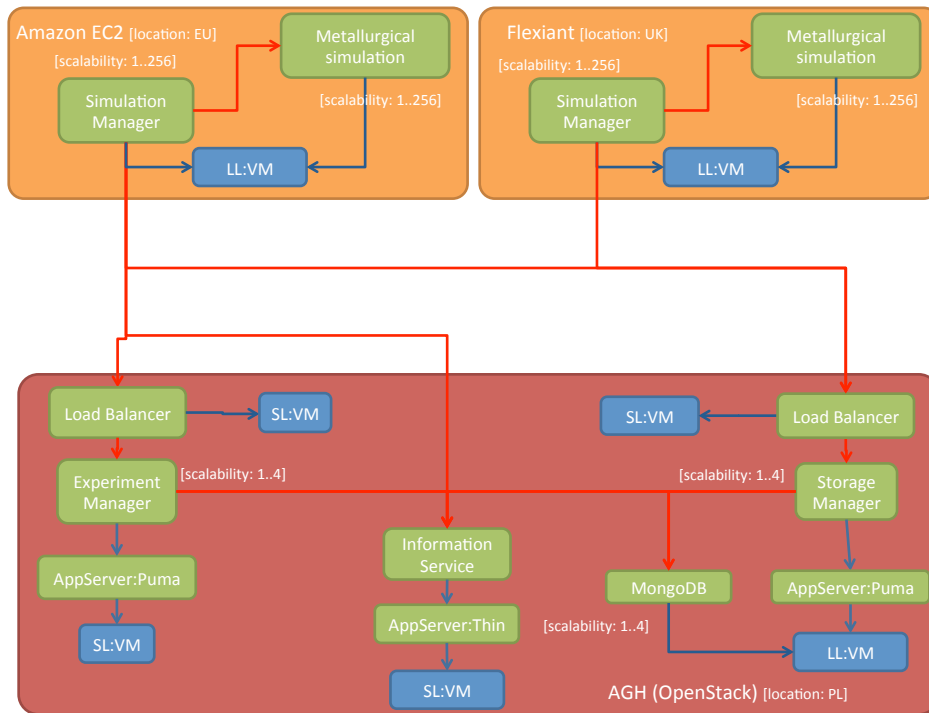 Amazon EC2 [location: EU]
[scalability: 1..256]
Metallurgical
simulation
Simulation
Manager
[scalability: 1..256]
LL:VM
Flexiant [location: UK]
[scalability: 1..256]
Metallurgical
simulation
Simulation
Manager
[scalability: 1..256]
LL:VM
Load Balancer
SL:VM
SL:VM
Load Balancer
Experiment
Manager
[scalability: 1..4]
[scalability: 1..4]
Storage
Manager
Information
Service
AppServer:Puma
MongoDB
AppServer:Puma
AppServer:Thin
[scalability: 1..4]
SL:VM
LL:VM
SL:VM
AGH (OpenStack) [location: PL]